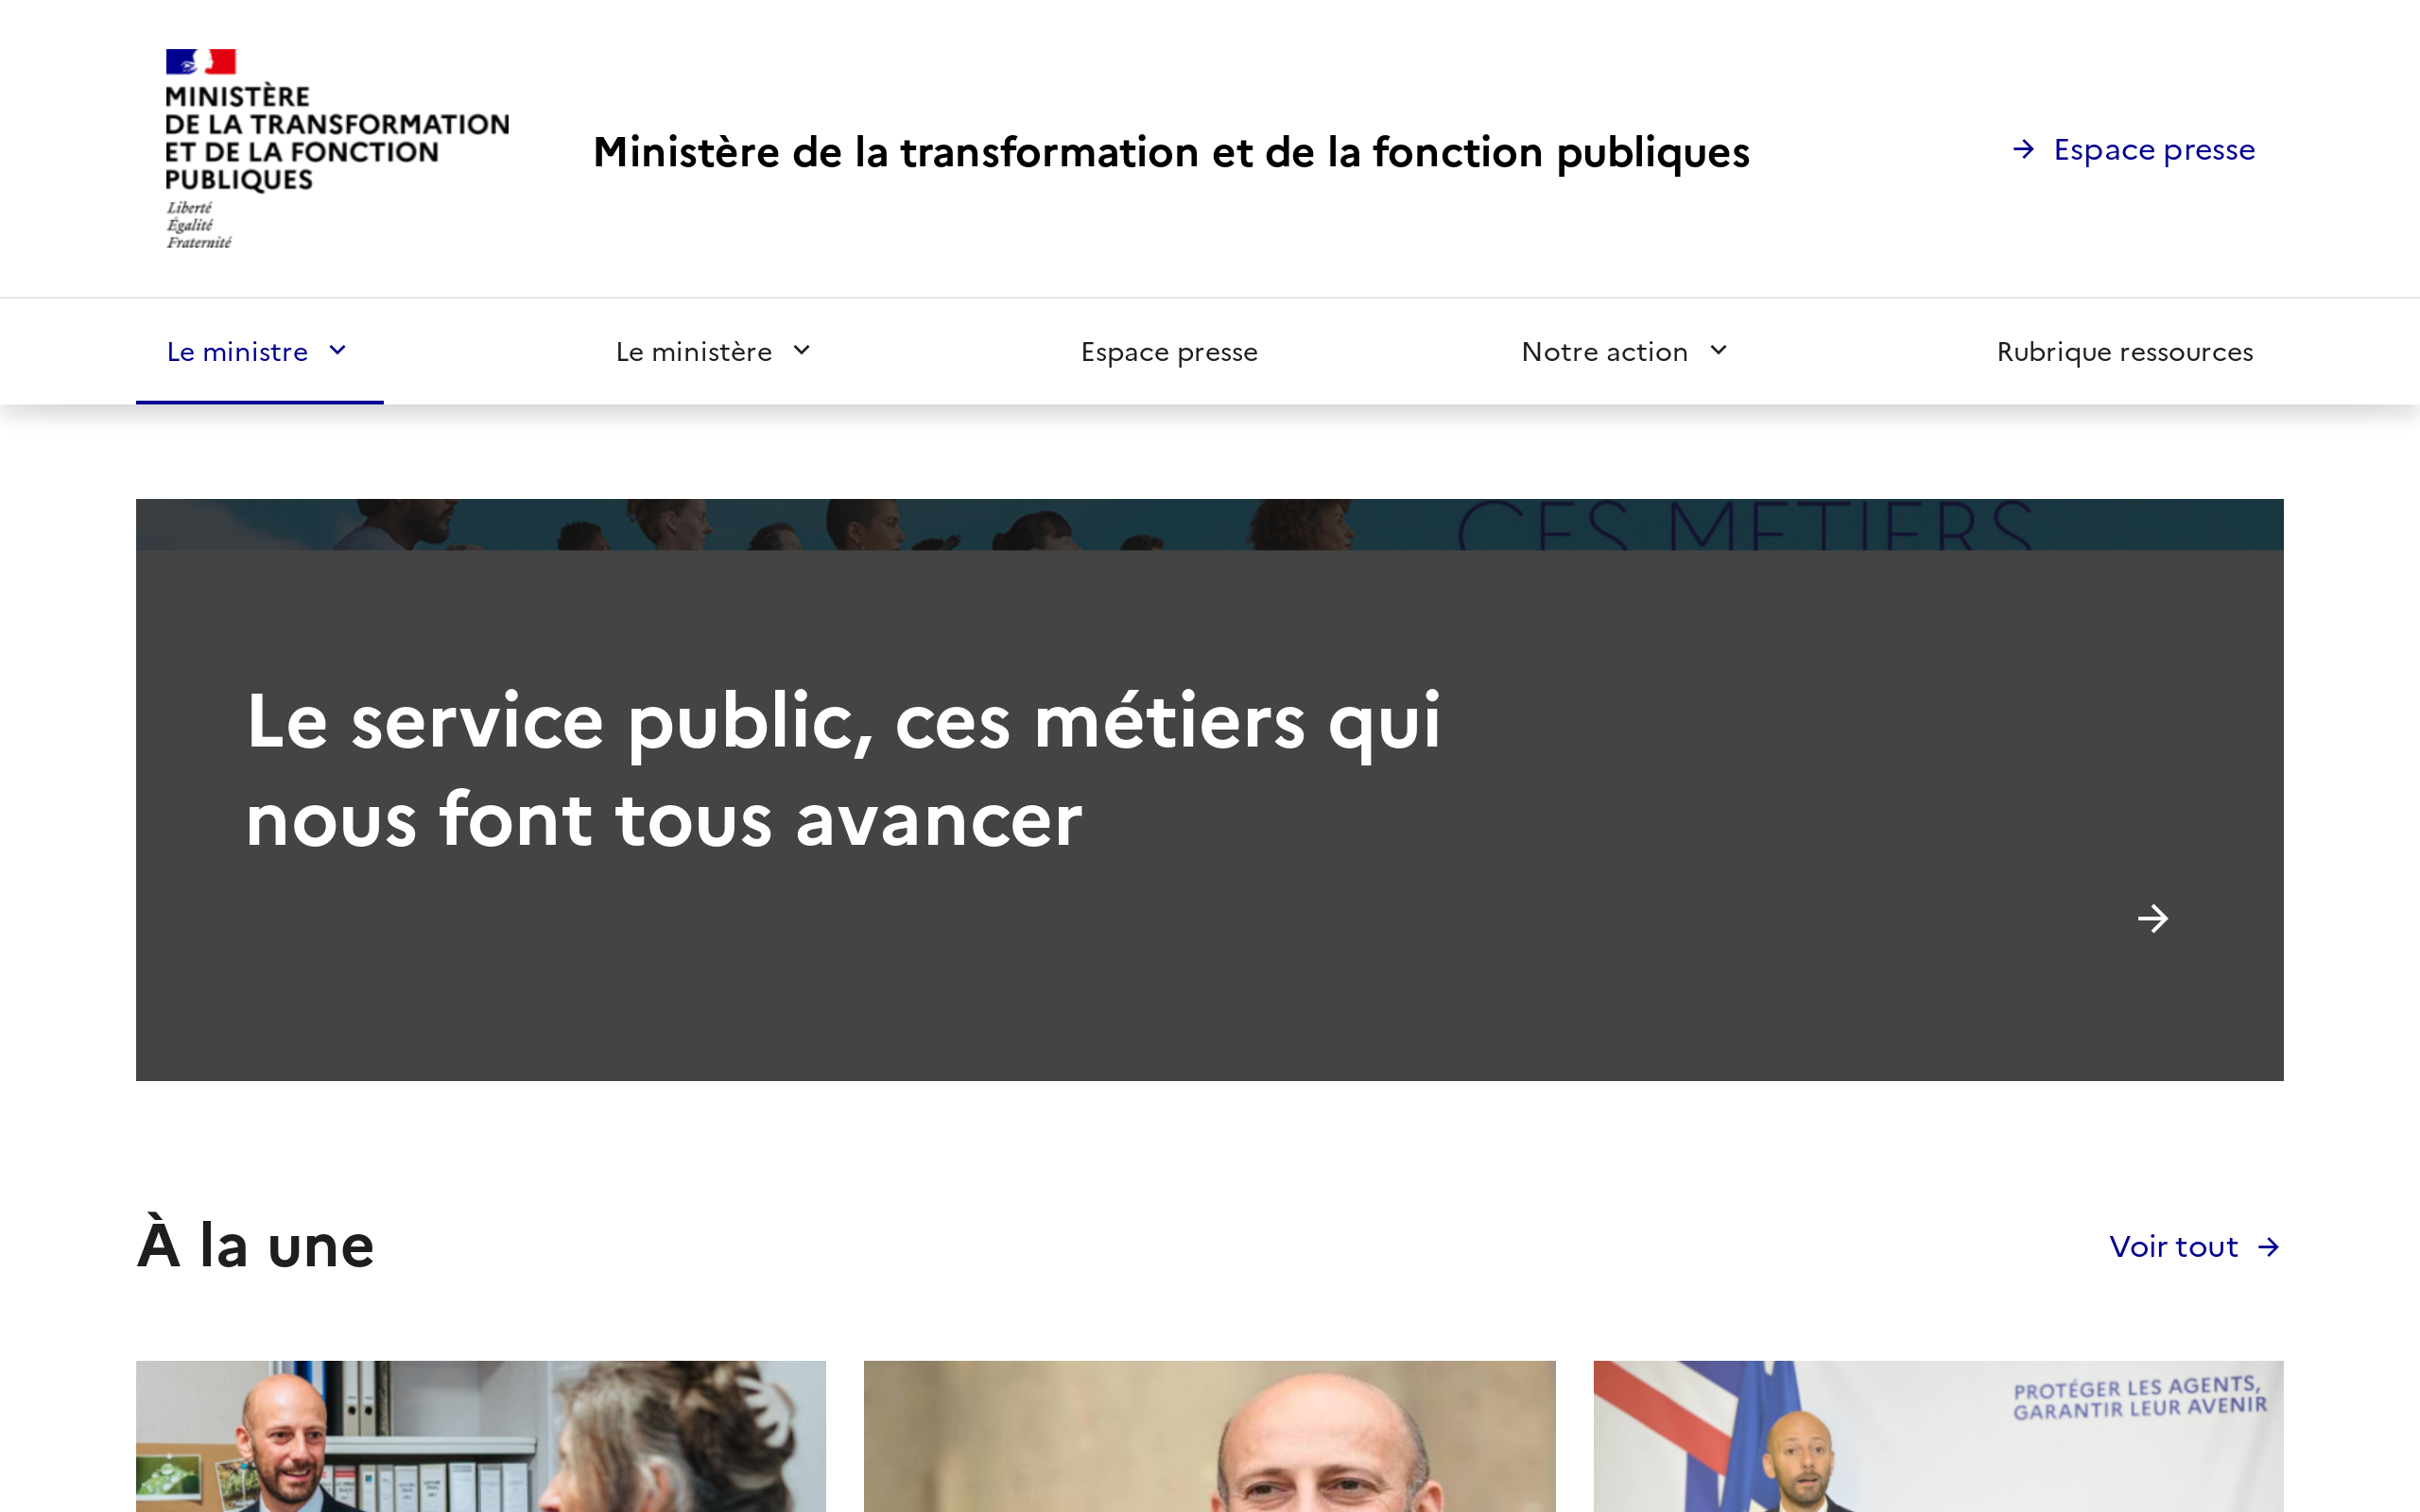 MINISTÈRE
DE LA TRANSFORMATION
ET DE LA FONCTION
PUBLIQUES
Liberté
Égalité
Fraternité
Ministère de la transformation et de la fonction publiques
Espace presse
Le ministre
Le ministère
Espace presse
Notre action
Rubrique ressources
CES METIERS
Le service public, ces métiers qui
nous font tous avancer
À la une
Voir tout
PROTÉGER LES AGENTS,
GARANTIR LEUR AVENIR